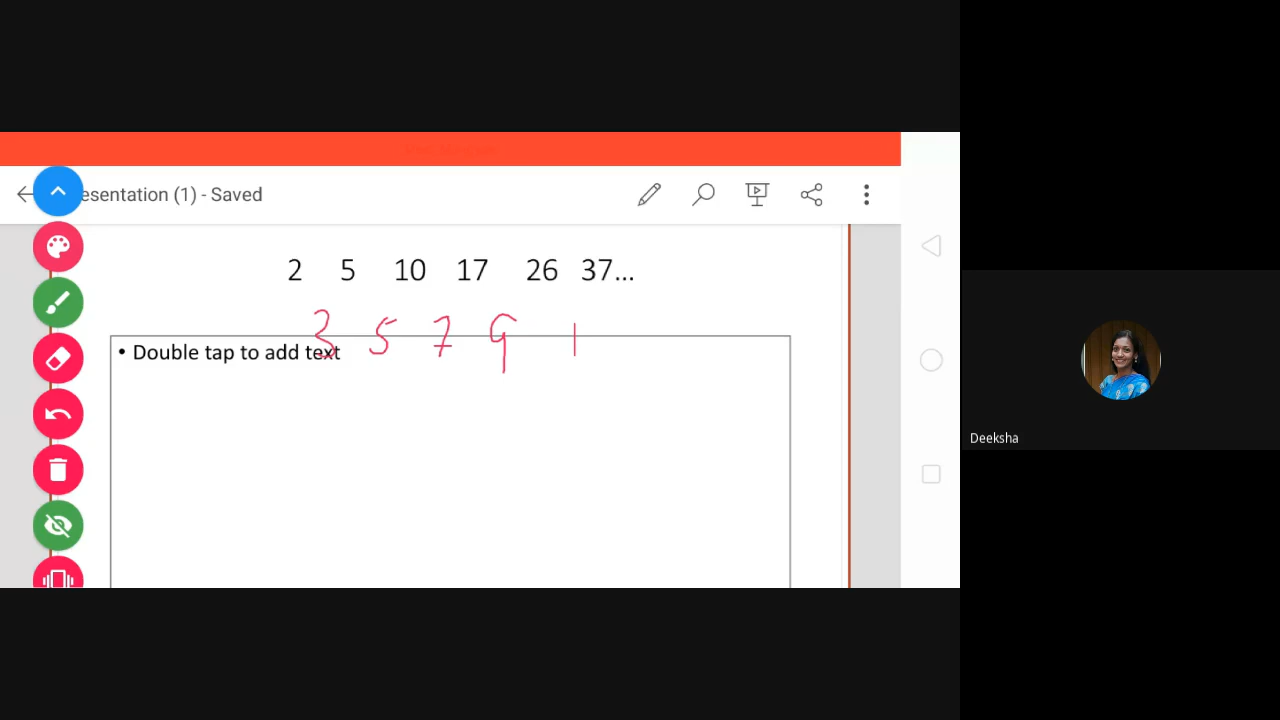 esentation (1) - Saved
2 5 10 17 26 37...
3 5 7 9 1
• Double tap to add text
Deeksha